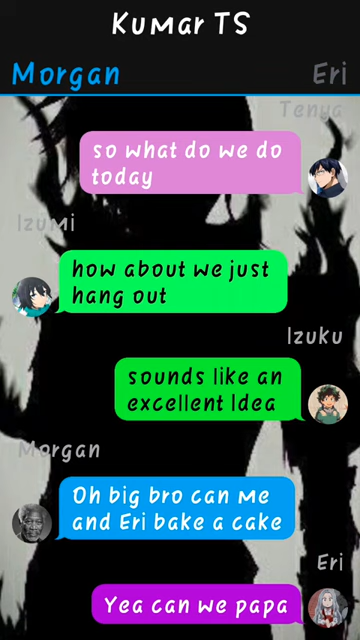 Kumar TS
Morgan
Eri
Tenya
so what do we do
today
Izumi
how about we just
hang out
Izuku
sounds like an
excellent Idea
Morgan
Oh big bro can Me
and Eri bake a cake
Eri
Yea can we papa